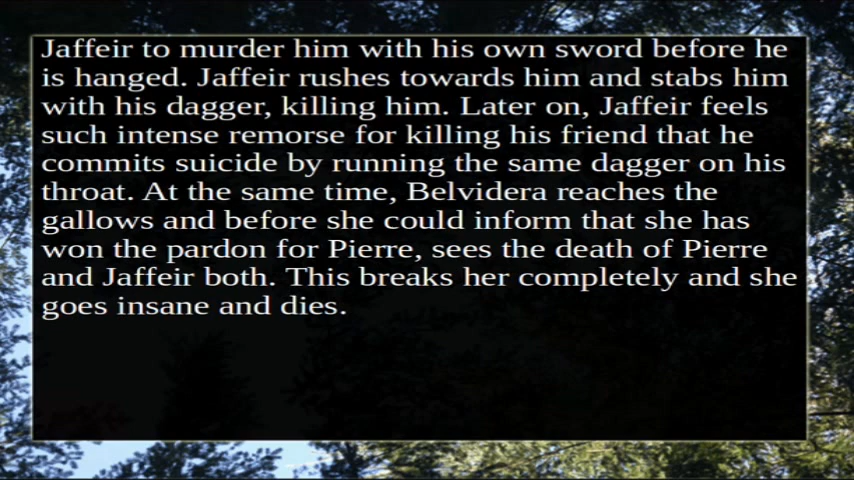 Jaffeir to murder him with his own sword before he
is hanged. Jaffeir rushes towards him and stabs him
with his dagger, killing him. Later on, Jaffeir feels
such intense remorse for killing his friend that he
commits suicide by running the same dagger on his
throat. At the same time, Belvidera reaches the
gallows and before she could inform that she has
won the pardon for Pierre, sees the death of Pierre
and Jaffeir both. This breaks her completely and she
goes insane and dies.